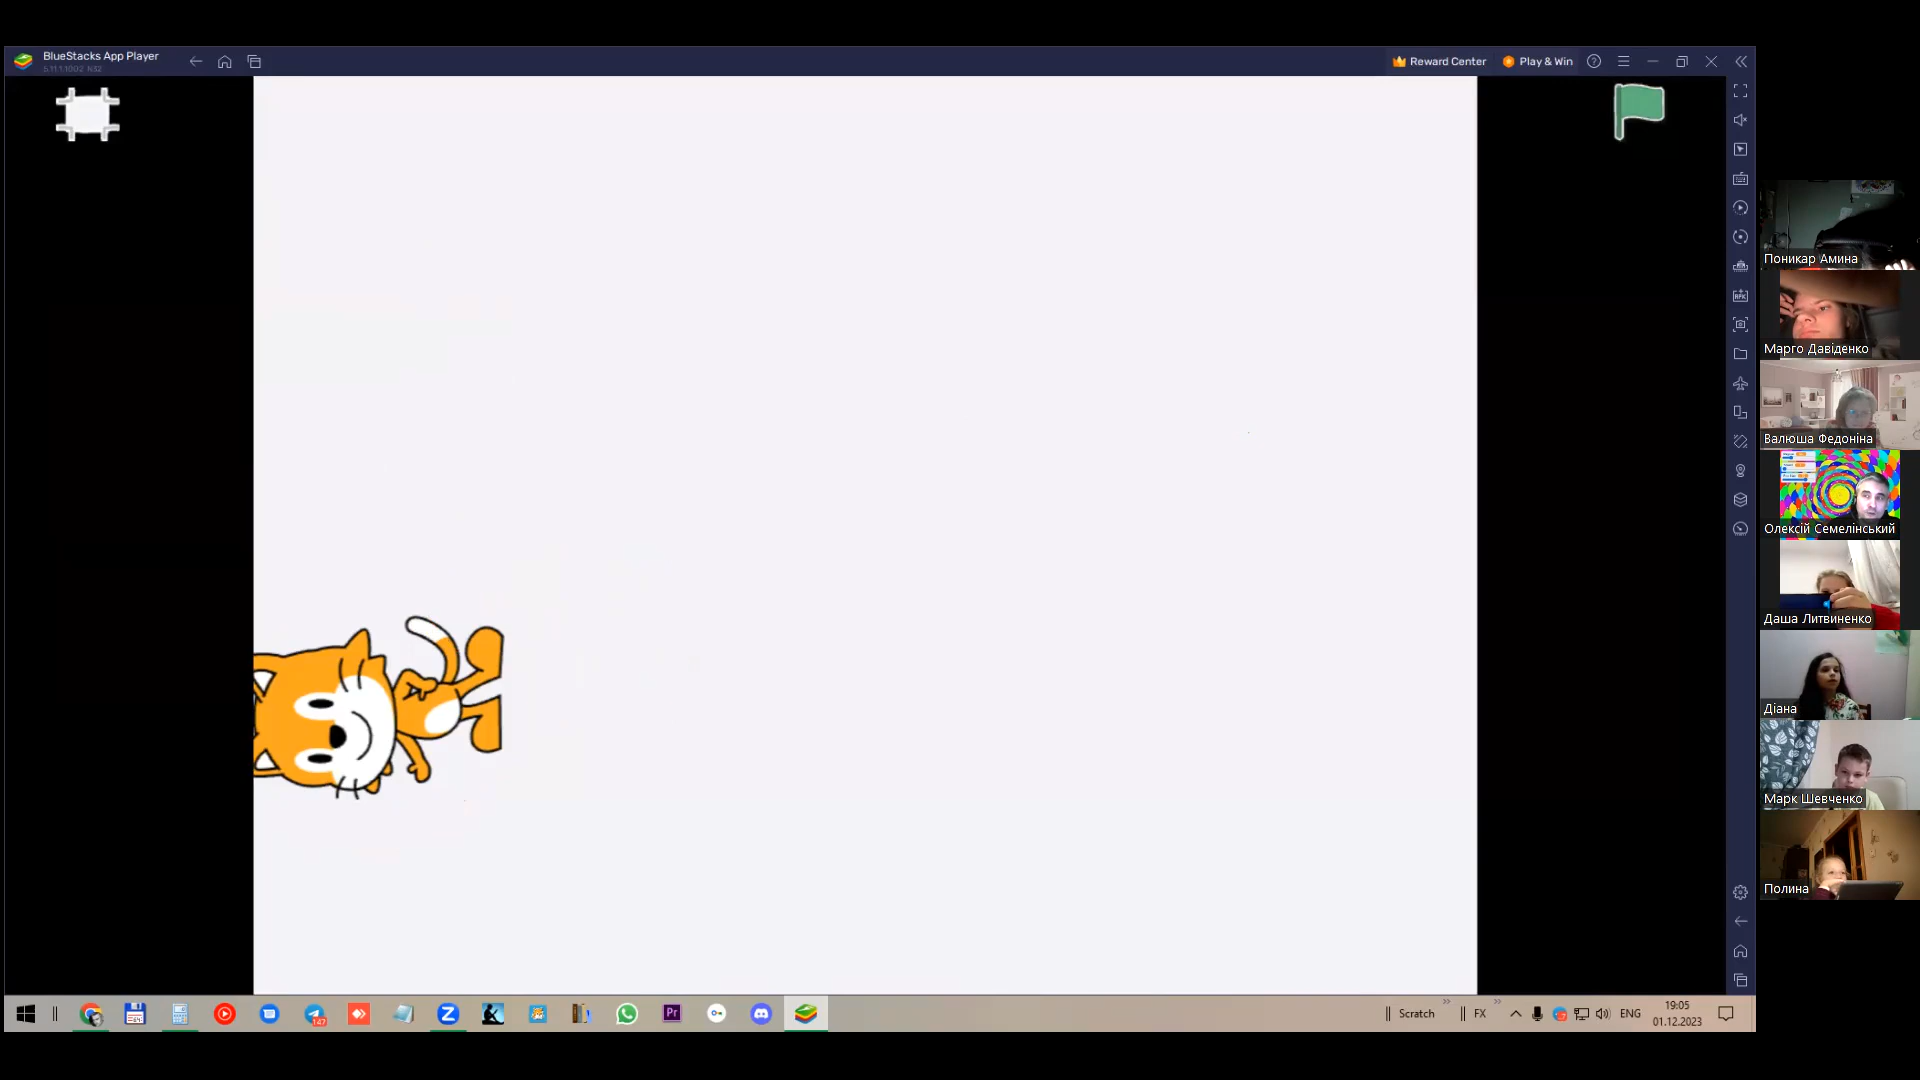 BlueStacks App Player
Reward Center
Play & Win
Поникар Амина
Марго Давіденко
Валюша Федоніна
Олексій Семелінський
Даша Литвиненко
Діана
Марк Шевченко
Полина
Scratch
FX
ENG
19:05
01.12.2023
Pr